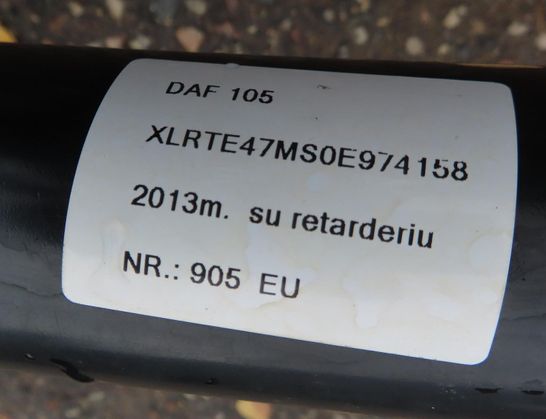 DAF 105
XLRTE47MS0E974158
2013m. su retarderiu
NR.: 905 EU